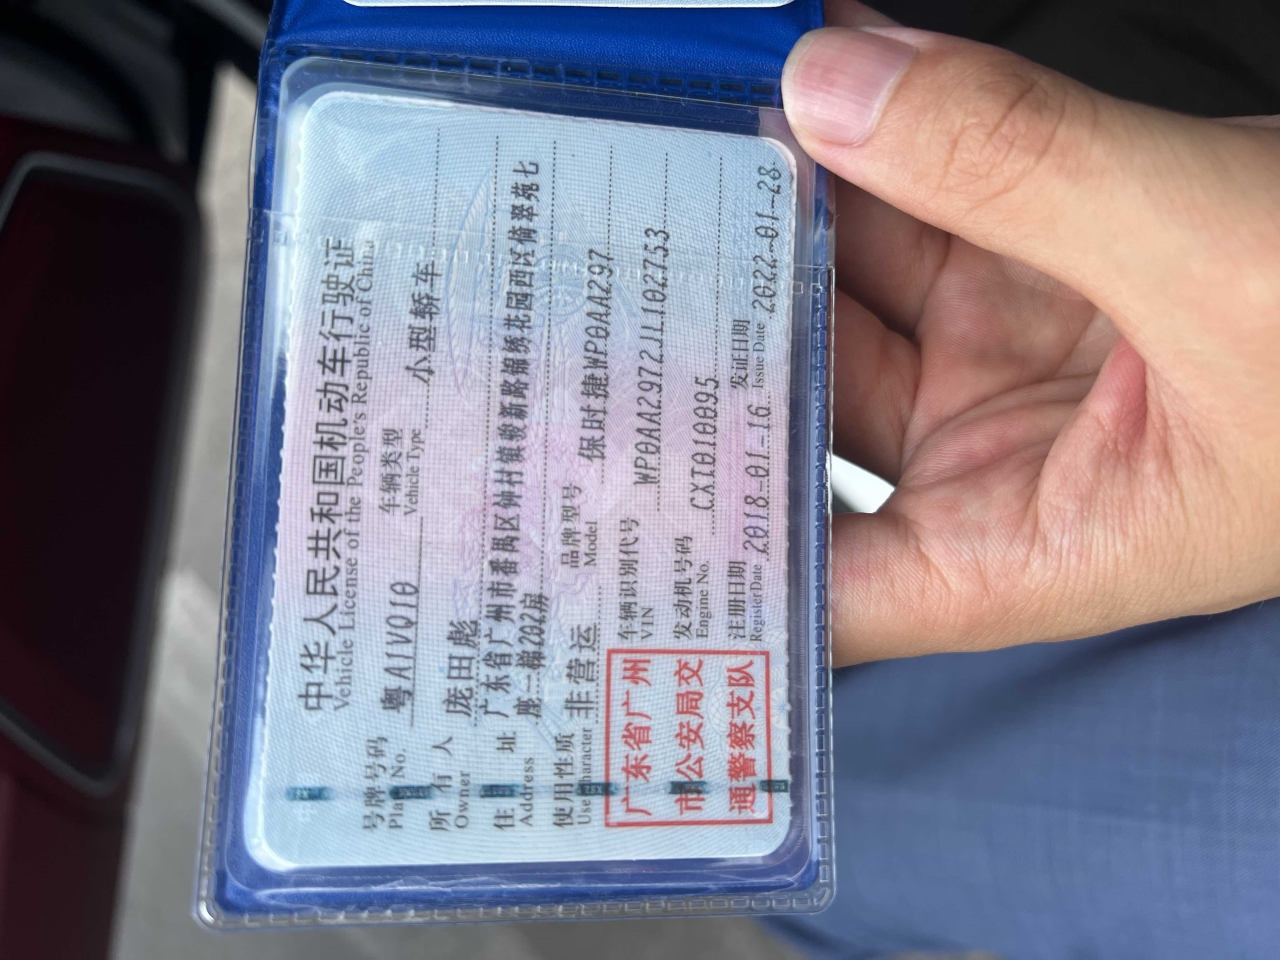 中华人民共和国机动车行驶证
Vehicle License of the People's Republic of China
号牌号码 粤A1VQ10 车辆类型 小型轿车
Plate No. Vehicle Type
所有人 庞田彪
Owner
住址 广东省广州市番禺区钟村镇骏新路锦绣花园西区倚翠苑七
Address 座一梯202房
使用性质 非营运 品牌型号 保时捷WP0AA297
Use Character Model
广东省广州
市公安局交
通警察支队
车辆识别代号 WP0AA2972JL102753
VIN
发动机号码 CXT010095
Engine No.
注册日期 2018-01-16 发证日期 2022-01-28
Register Date Issue Date